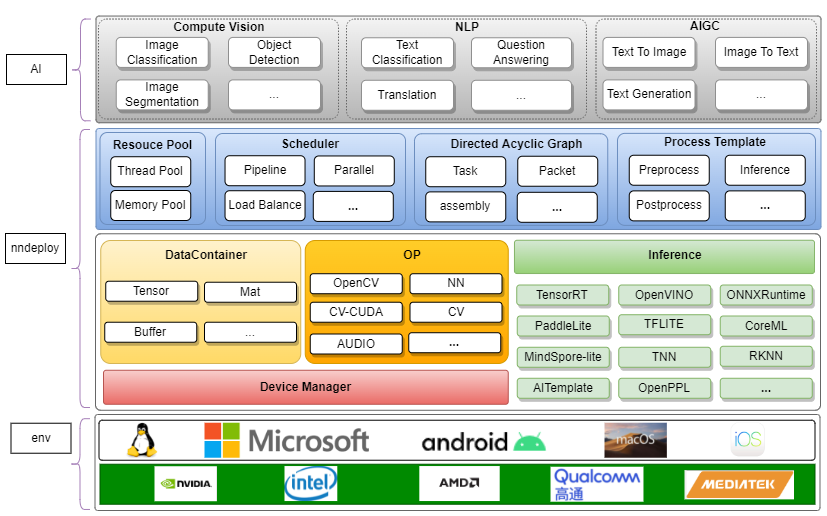 AI
Compute Vision
Image
Classification
Object
Detection
Image
Segmentation
...
NLP
Text
Classification
Question
Answering
Translation
...
AIGC
Text To Image
Image To Text
Text Generation
...
nndeploy
Resouce Pool
Thread Pool
Memory Pool
Scheduler
Pipeline
Parallel
Load Balance
...
Directed Acyclic Graph
Task
Packet
assembly
...
Process Template
Preprocess
Inference
Postprocess
...
DataContainer
Tensor
Mat
Buffer
...
OP
OpenCV
NN
CV-CUDA
CV
AUDIO
...
Inference
TensorRT
OpenVINO
ONNXRuntime
PaddleLite
TFLITE
CoreML
MindSpore-lite
TNN
RKNN
AITemplate
OpenPPL
...
Device Manager
env
Microsoft
android
macOS
iOS
NVIDIA
intel
AMD
Qualcomm
高通
MEDIATEK